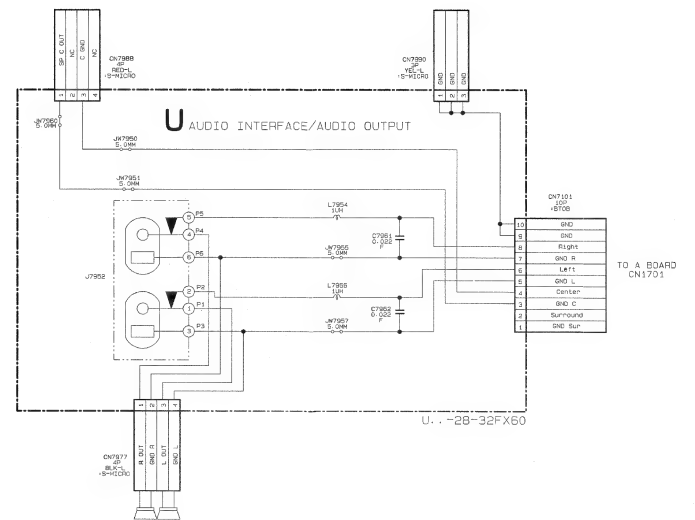 SP C OUT
NC
C GND
NC
1 2 3 4
CN7988
4P
RED-L
:S-MICRO
GND
GND
GND
1 2 3
CN7990
3P
YEL-L
:S-MICRO
U AUDIO INTERFACE/AUDIO OUTPUT
JW7960
5.0MM
JW7950
5.0MM
JW7951
5.0MM
J7952
5 P5
4 P4
6 P6
2 P2
1 P1
3 P3
L7954
1UH
C7961
0.022
F
JW7955
5.0MM
L7956
1UH
C7962
0.022
F
JW7957
5.0MM
CN7101
10P
:BTOB
10 GND
9 GND
8 Right
7 GND R
6 Left
5 GND L
4 Center
3 GND C
2 Surround
1 GND Sur
TO A BOARD
CN1701
U..-28-32FX60
1 2 3 4
R OUT
GND R
L OUT
GND L
CN7977
4P
BLK-L
:S-MICRO